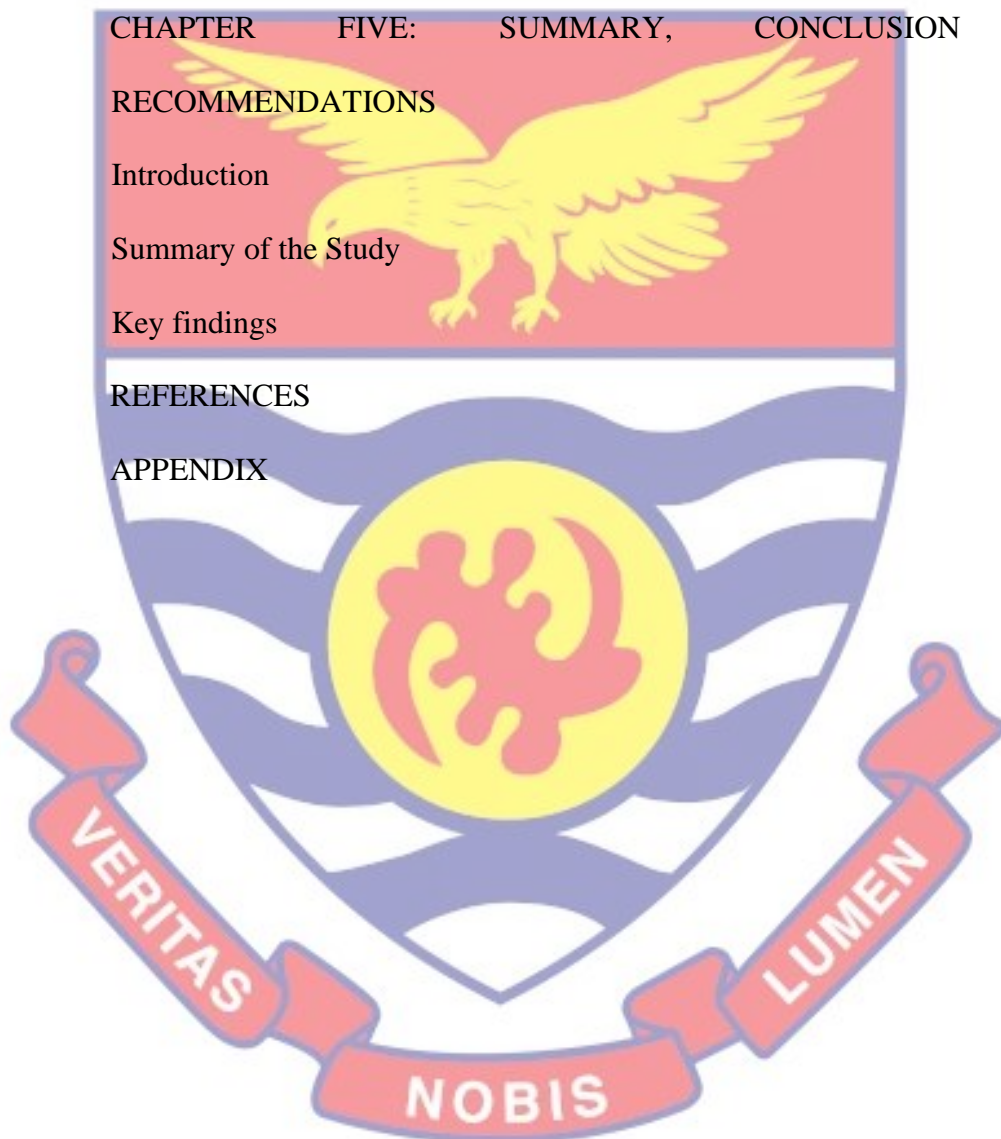 CHAPTER FIVE: SUMMARY, CONCLUSION
RECOMMENDATIONS
Introduction
Summary of the Study
Key findings
REFERENCES
APPENDIX
VERITAS
NOBIS
LUMEN